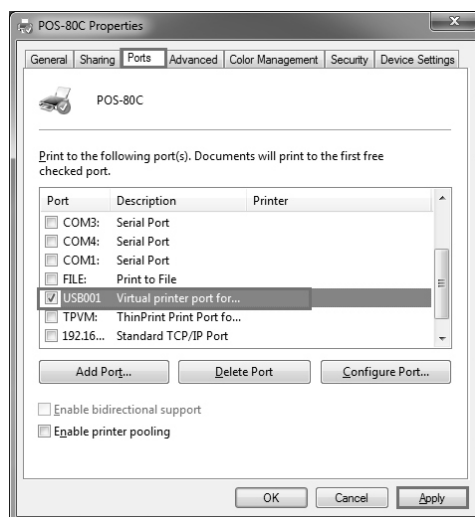 POS-80C Properties
General Sharing Ports Advanced Color Management Security Device Settings
POS-80C
Print to the following port(s). Documents will print to the first free
checked port.
Port Description Printer
COM3: Serial Port
COM4: Serial Port
COM1: Serial Port
FILE: Print to File
USB001 Virtual printer port for...
TPVM: ThinPrint Print Port fo...
192.16... Standard TCP/IP Port
Add Port... Delete Port Configure Port...
Enable bidirectional support
Enable printer pooling
OK Cancel Apply